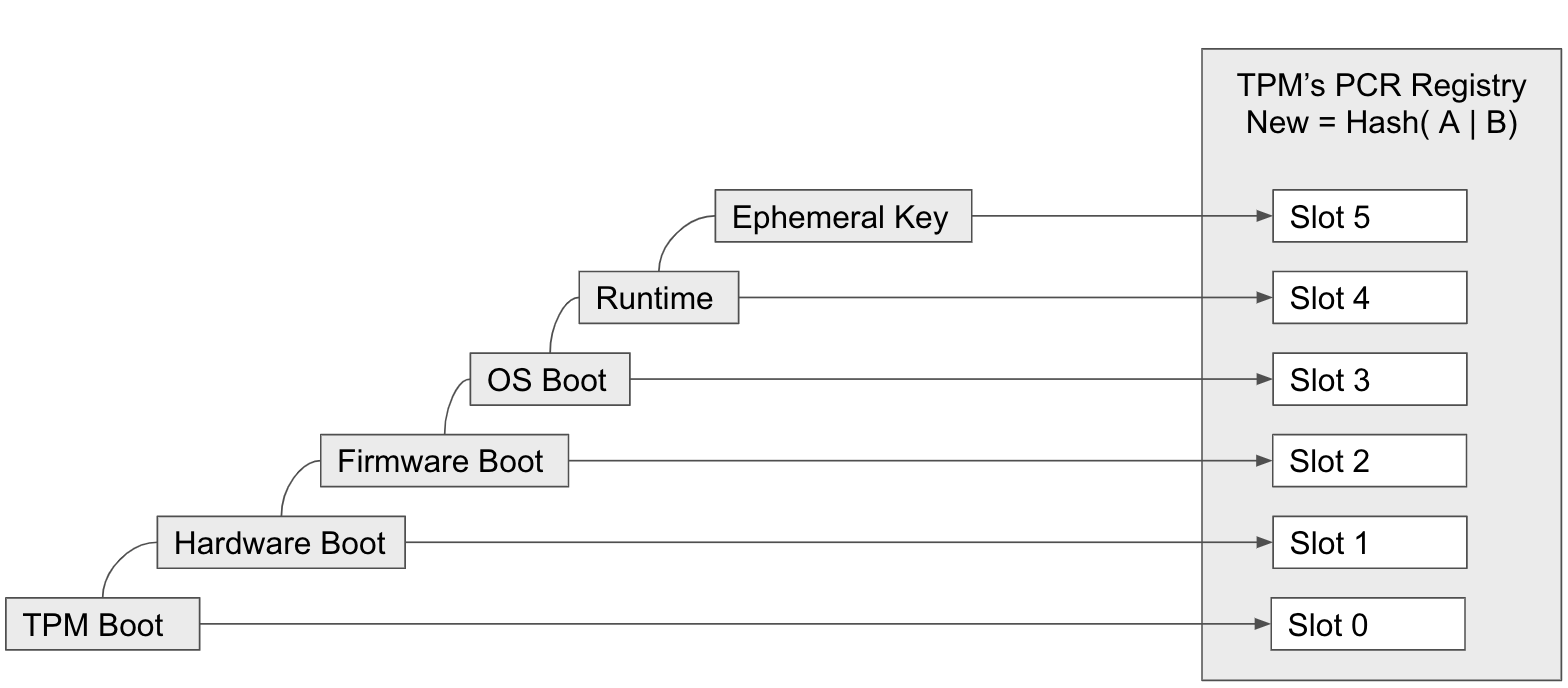 TPM’s PCR Registry
New = Hash( A | B)
Ephemeral Key
Slot 5
Runtime
Slot 4
OS Boot
Slot 3
Firmware Boot
Slot 2
Hardware Boot
Slot 1
TPM Boot
Slot 0